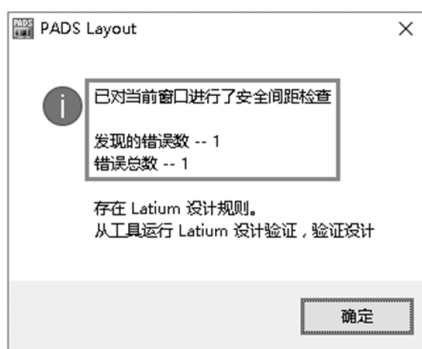 PADS Layout
已对当前窗口进行了安全间距检查
发现的错误数 -- 1
错误总数 -- 1
存在 Latium 设计规则。
从工具运行 Latium 设计验证，验证设计
确定